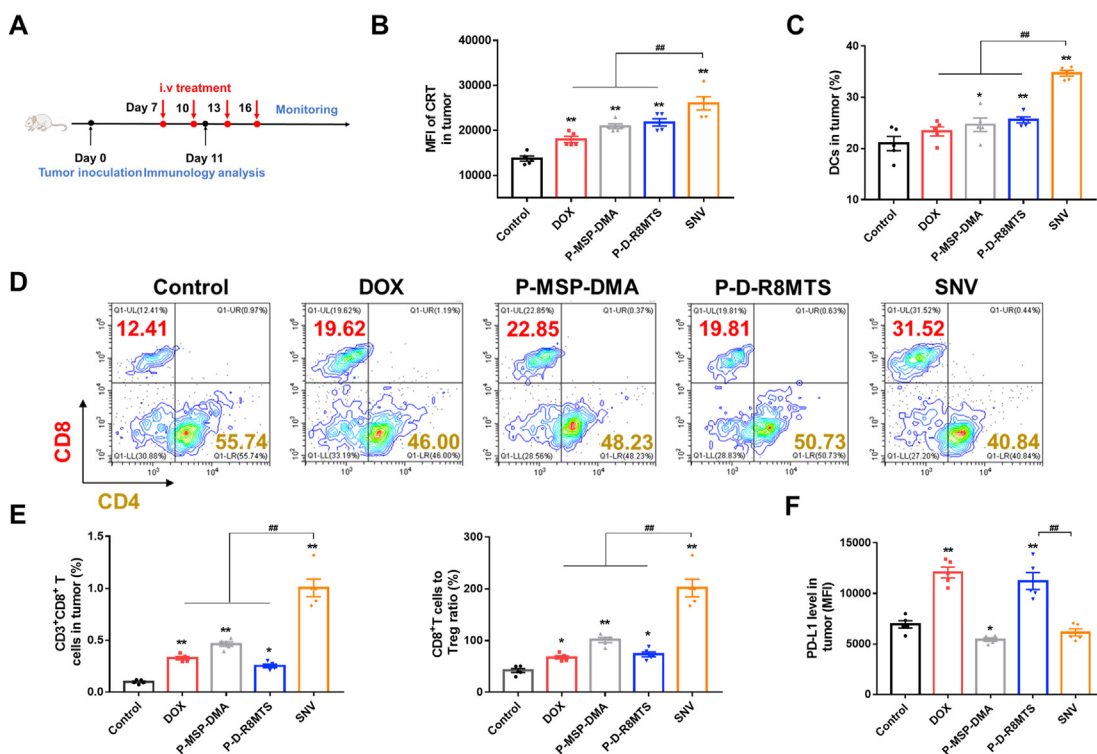 A
i.v treatment
Day 7 10 13 16 Monitoring
Day 0 Day 11
Tumor inoculation Immunology analysis
B
MFI of CRT
in tumor
40000
30000
20000
10000
**
**
**
**
##
Control
DOX
P-MSP-DMA
P-D-R8MTS
SNV
C
DCs in tumor (%)
40
30
20
10
*
**
**
##
Control
DOX
P-MSP-DMA
P-D-R8MTS
SNV
D
Control
Q1-UL(12.41%) Q1-UR(0.97%)
12.41
55.74
Q1-LL(30.88%) Q1-LR(55.74%)
DOX
Q1-UL(19.62%) Q1-UR(1.19%)
19.62
46.00
Q1-LL(33.19%) Q1-LR(46.00%)
P-MSP-DMA
Q1-UL(22.85%) Q1-UR(0.37%)
22.85
48.23
Q1-LL(28.56%) Q1-LR(48.23%)
P-D-R8MTS
Q1-UL(19.81%) Q1-UR(0.63%)
19.81
50.73
Q1-LL(28.83%) Q1-LR(50.73%)
SNV
Q1-UL(31.52%) Q1-UR(0.44%)
31.52
40.84
Q1-LL(27.20%) Q1-LR(40.84%)
CD8
CD4
E
CD3⁺CD8⁺ T
cells in tumor (%)
1.5
1.0
0.5
0.0
**
**
*
**
##
Control
DOX
P-MSP-DMA
P-D-R8MTS
SNV
CD8⁺T cells to
Treg ratio (%)
300
200
100
0
*
**
*
**
##
Control
DOX
P-MSP-DMA
P-D-R8MTS
SNV
F
PD-L1 level in
tumor (MFI)
15000
10000
5000
0
**
*
**
##
Control
DOX
P-MSP-DMA
P-D-R8MTS
SNV